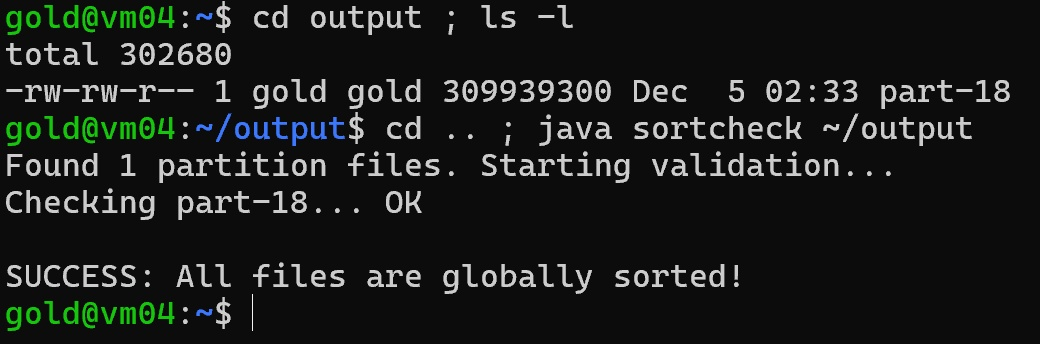 gold@vm04:~$ cd output ; ls -l
total 302680
-rw-rw-r-- 1 gold gold 309939300 Dec  5 02:33 part-18
gold@vm04:~/output$ cd .. ; java sortcheck ~/output
Found 1 partition files. Starting validation...
Checking part-18... OK

SUCCESS: All files are globally sorted!
gold@vm04:~$